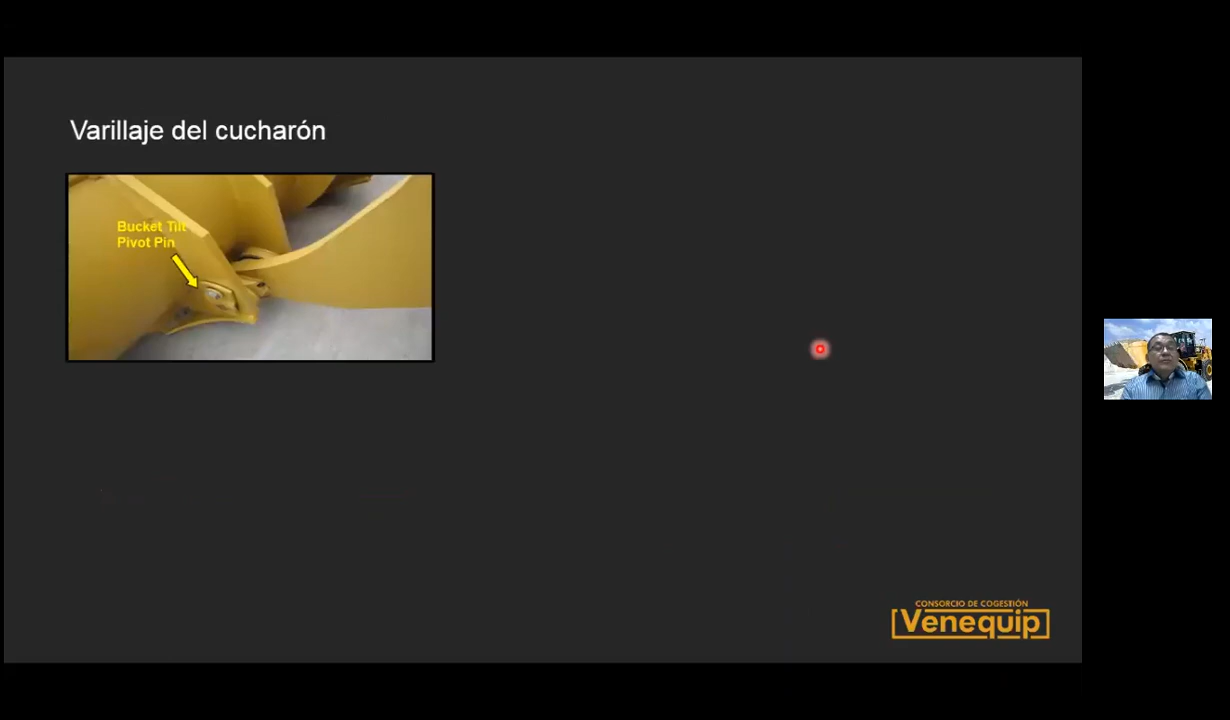 Varillaje del cucharón
Bucket Tilt
Pivot Pin
CONSORCIO DE COGESTIÓN
Venequip